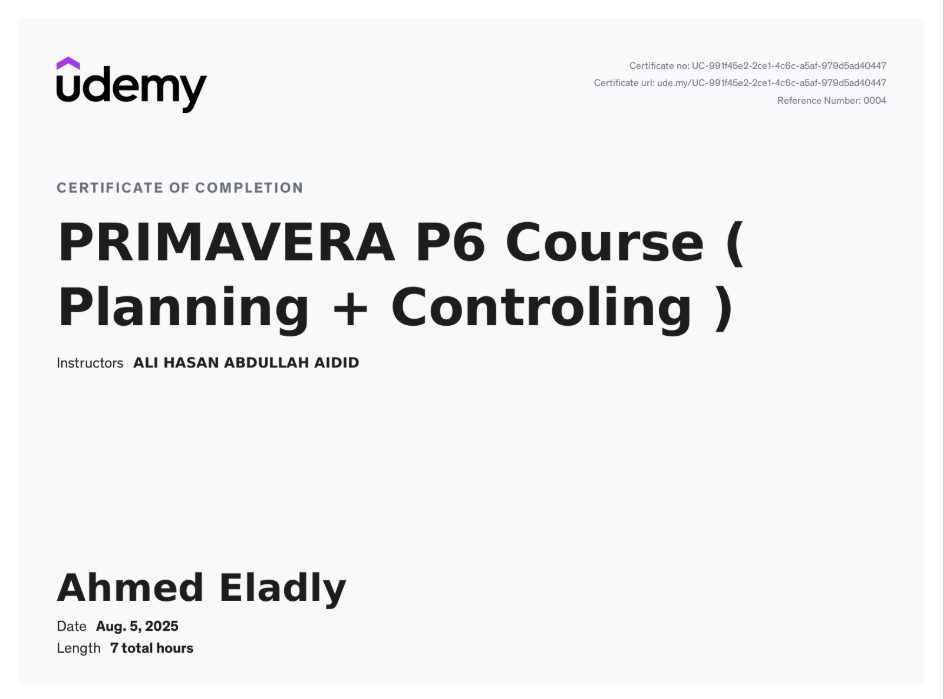 udemy
Certificate no: UC-991f45e2-2ce1-4c6c-a5af-979d5ad40447
Certificate url: ude.my/UC-991f45e2-2ce1-4c6c-a5af-979d5ad40447
Reference Number: 0004
CERTIFICATE OF COMPLETION
PRIMAVERA P6 Course (
Planning + Controling )
Instructors ALI HASAN ABDULLAH AIDID
Ahmed Eladly
Date Aug. 5, 2025
Length 7 total hours